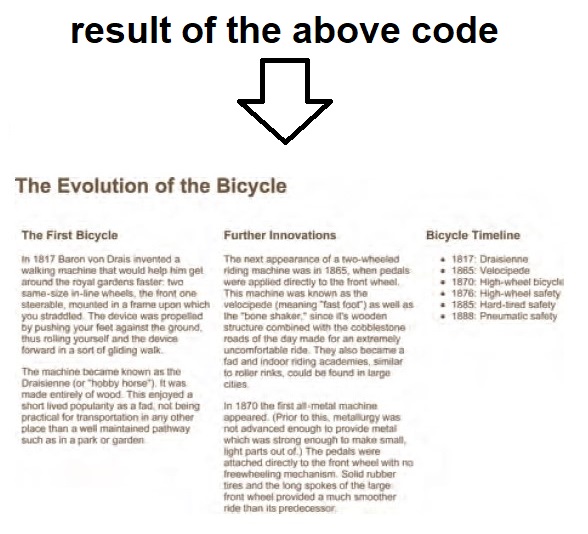 result of the above code
The Evolution of the Bicycle
The First Bicycle
In 1817 Baron von Drais invented a
walking machine that would help him get
around the royal gardens faster: two
same-size in-line wheels, the front one
steerable, mounted in a frame upon which
you straddled. The device was propelled
by pushing your feet against the ground,
thus rolling yourself and the device
forward in a sort of gliding walk.
The machine became known as the
Draisienne (or "hobby horse"). It was
made entirely of wood. This enjoyed a
short lived popularity as a fad, not being
practical for transportation in any other
place than a well maintained pathway
such as in a park or garden.
Further Innovations
The next appearance of a two-wheeled
riding machine was in 1865, when pedals
were applied directly to the front wheel.
This machine was known as the
velocipede (meaning "fast foot") as well as
the "bone shaker," since it's wooden
structure combined with the cobblestone
roads of the day made for an extremely
uncomfortable ride. They also became a
fad and indoor riding academies, similar
to roller rinks, could be found in large
cities.
In 1870 the first all-metal machine
appeared. (Prior to this, metallurgy was
not advanced enough to provide metal
which was strong enough to make small,
light parts out of.) The pedals were
attached directly to the front wheel with no
freewheeling mechanism. Solid rubber
tires and the long spokes of the large
front wheel provided a much smoother
ride than its predecessor.
Bicycle Timeline
• 1817: Draisienne
• 1865: Velocipede
• 1870: High-wheel bicycle
• 1876: High-wheel safety
• 1885: Hard-tired safety
• 1888: Pneumatic safety